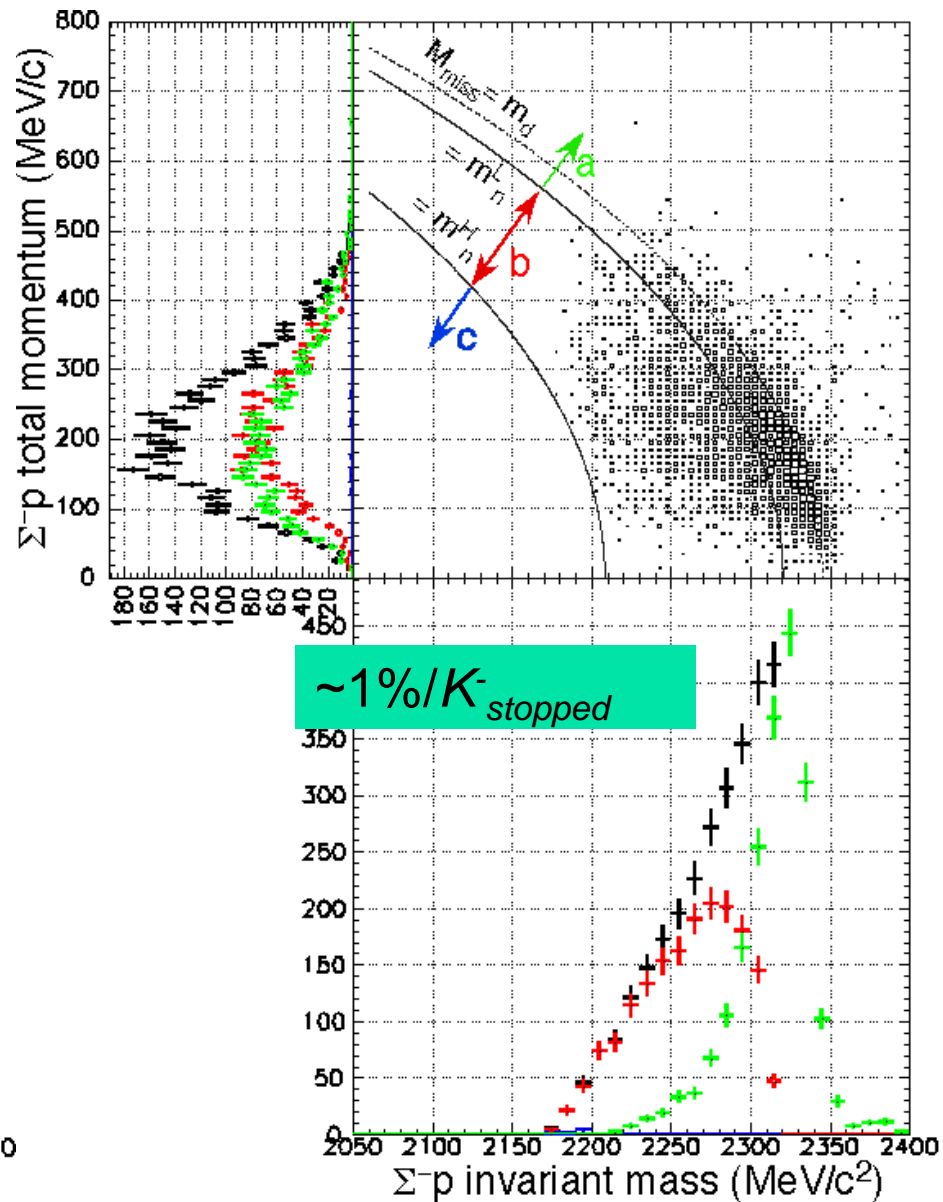 Σ⁻p total momentum (MeV/c)
800
700
600
500
400
300
200
100
0
180 160 140 120 100 80 60 40 20
M_miss = m_d
= m_n^L
= m_n^H
a
b
c
450
~1%/K⁻_stopped
350
300
250
200
150
100
50
0
2050 2100 2150 2200 2250 2300 2350 2400
Σ⁻p invariant mass (MeV/c²)
0